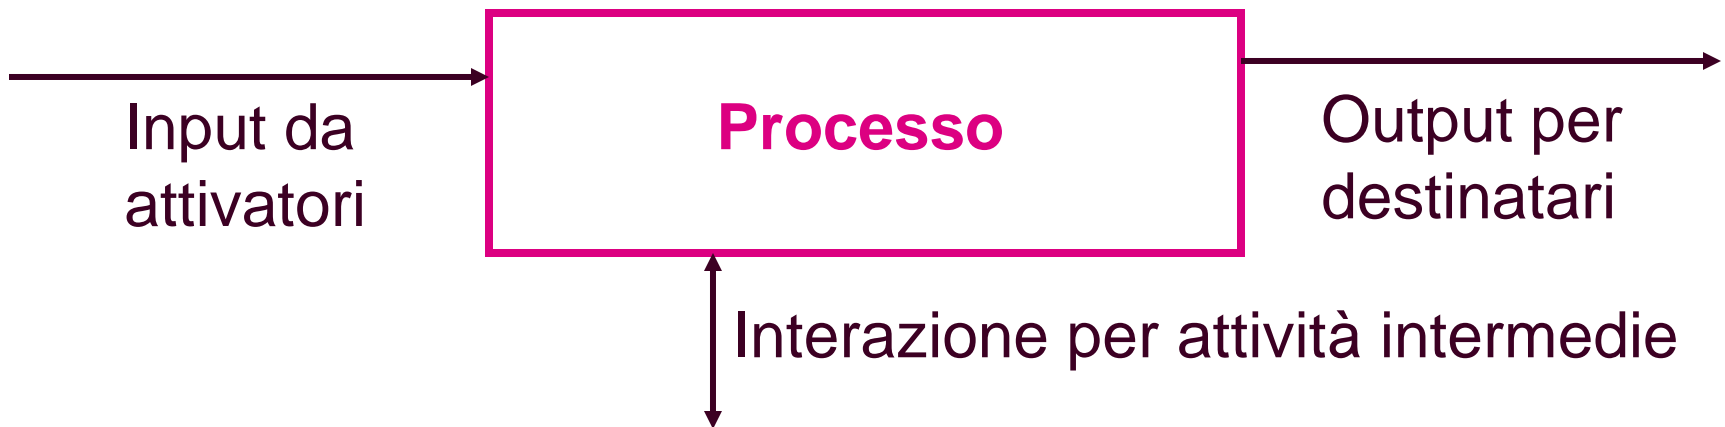 Input da
attivatori
Processo
Output per
destinatari
Interazione per attività intermedie